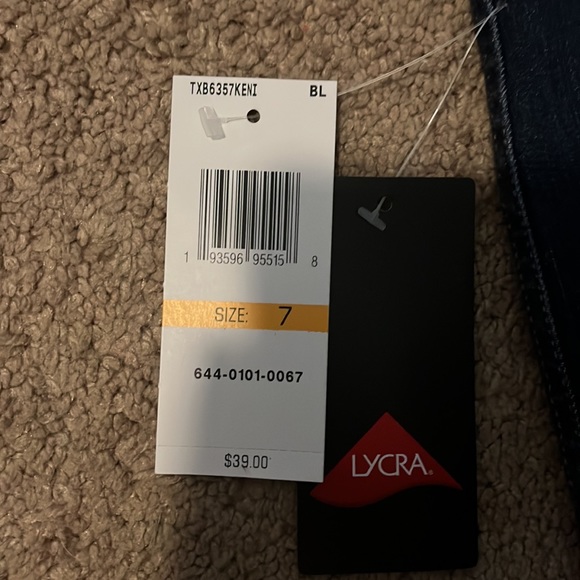 TXB6357KENI BL
1 93596 95515 8
SIZE: 7
644-0101-0067
$39.00
LYCRA®